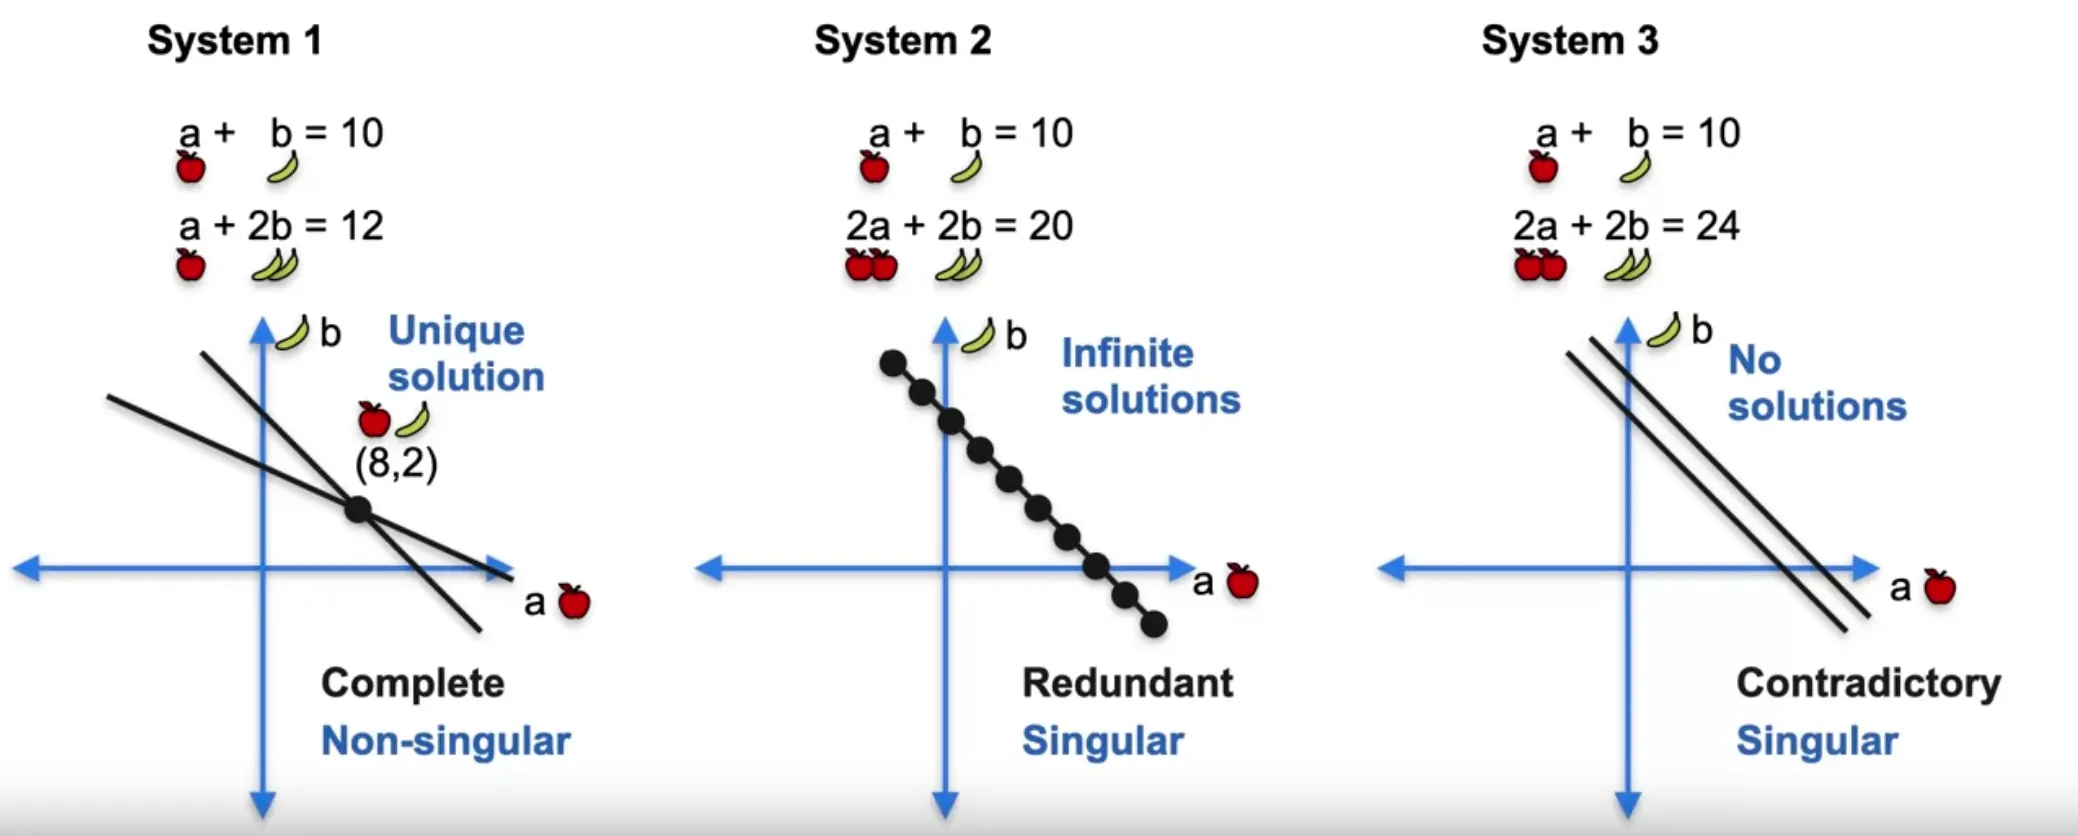 System 1
a + b = 10
a + 2b = 12
b
Unique
solution
(8,2)
a
Complete
Non-singular
System 2
a + b = 10
2a + 2b = 20
b
Infinite
solutions
a
Redundant
Singular
System 3
a + b = 10
2a + 2b = 24
b
No
solutions
a
Contradictory
Singular